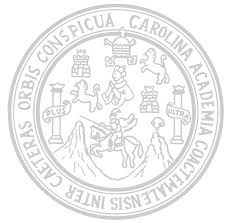 CAETERAS ORBIS CONSPICUA CAROLINA ACADEMIA COACTEMALENSIS INTER
PLUS
ULTRA